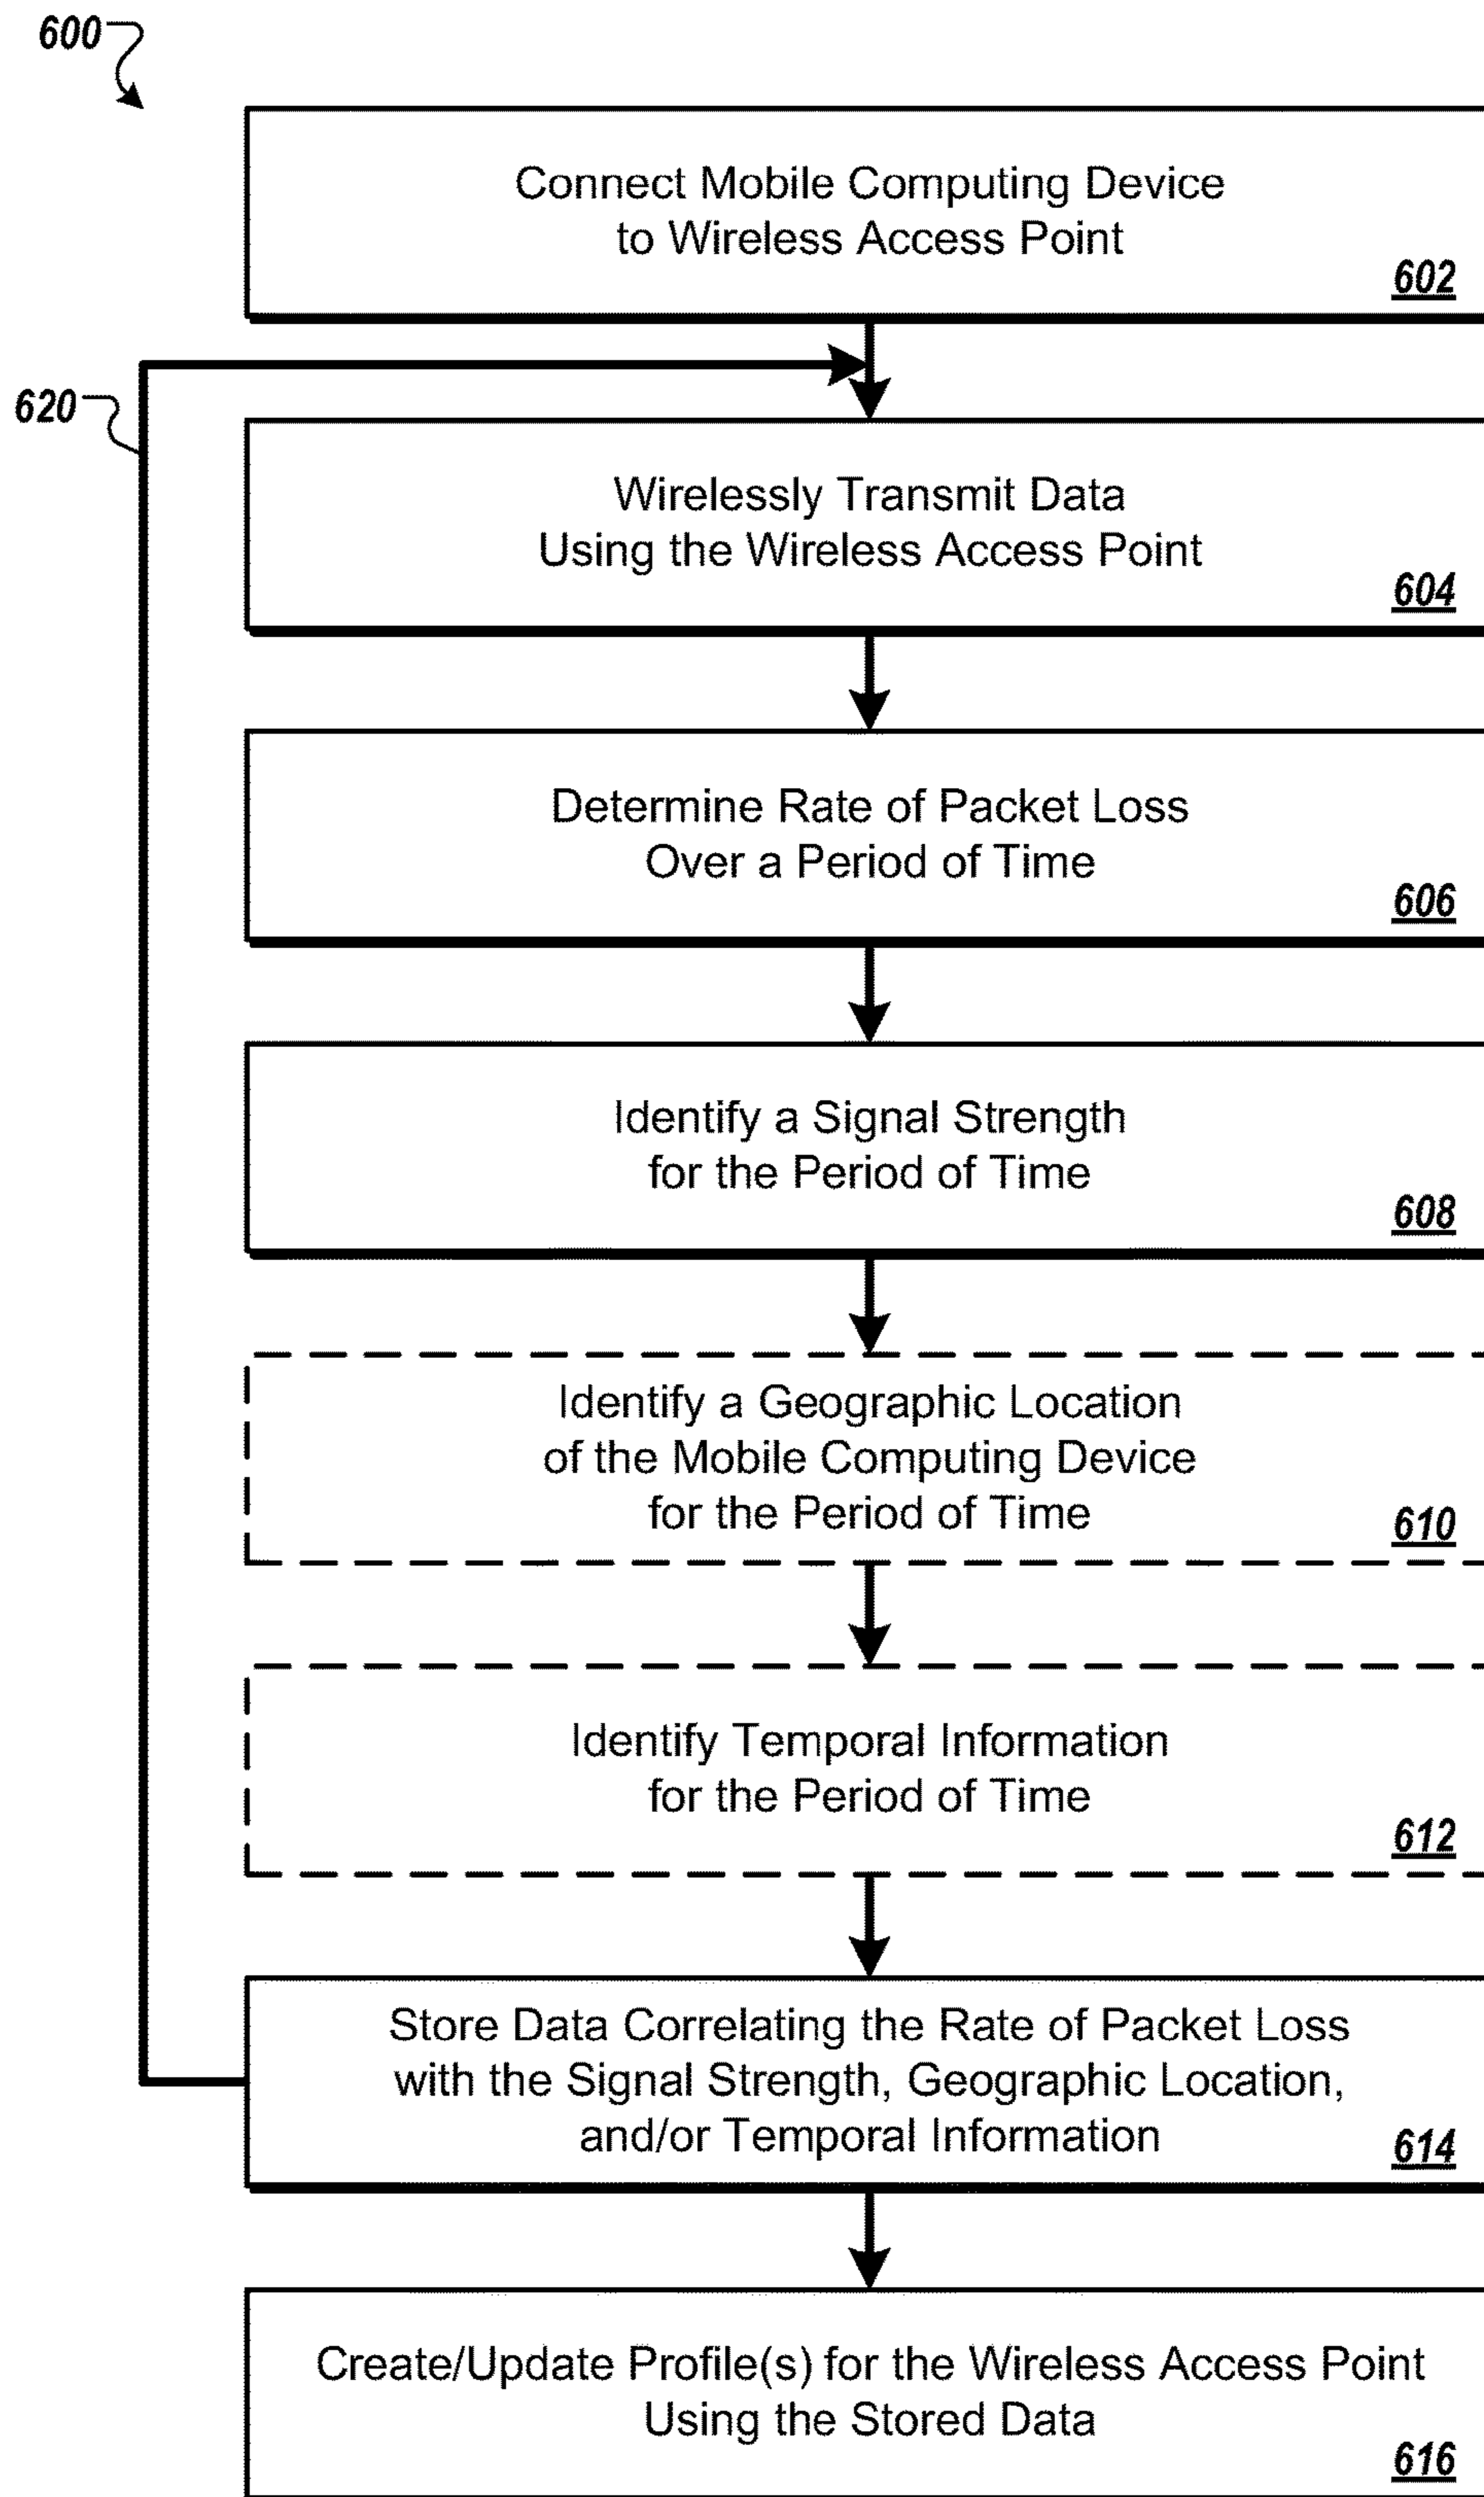 600
Connect Mobile Computing Device
to Wireless Access Point
602
620
Wirelessly Transmit Data
Using the Wireless Access Point
604
Determine Rate of Packet Loss
Over a Period of Time
606
Identify a Signal Strength
for the Period of Time
608
Identify a Geographic Location
of the Mobile Computing Device
for the Period of Time
610
Identify Temporal Information
for the Period of Time
612
Store Data Correlating the Rate of Packet Loss
with the Signal Strength, Geographic Location,
and/or Temporal Information
614
Create/Update Profile(s) for the Wireless Access Point
Using the Stored Data
616